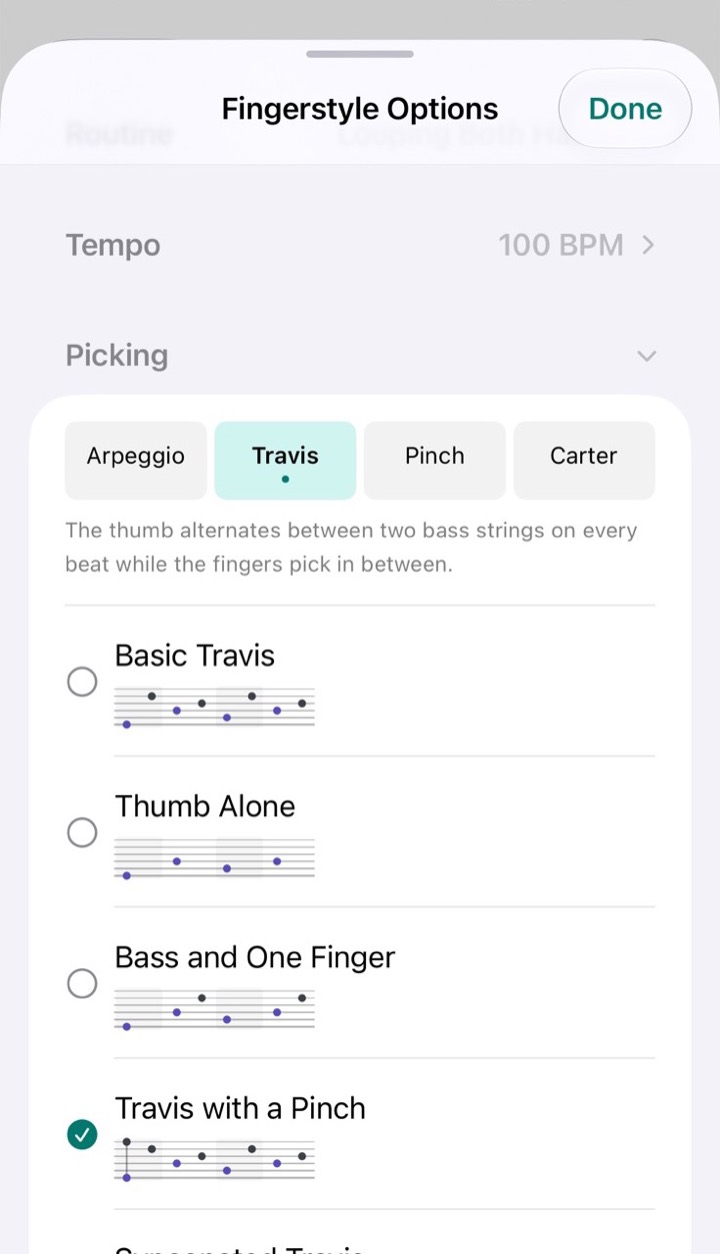 Fingerstyle Options
Done
Routine
Tempo
100 BPM
Picking
Arpeggio
Travis
Pinch
Carter
The thumb alternates between two bass strings on every
beat while the fingers pick in between.
Basic Travis
Thumb Alone
Bass and One Finger
Travis with a Pinch